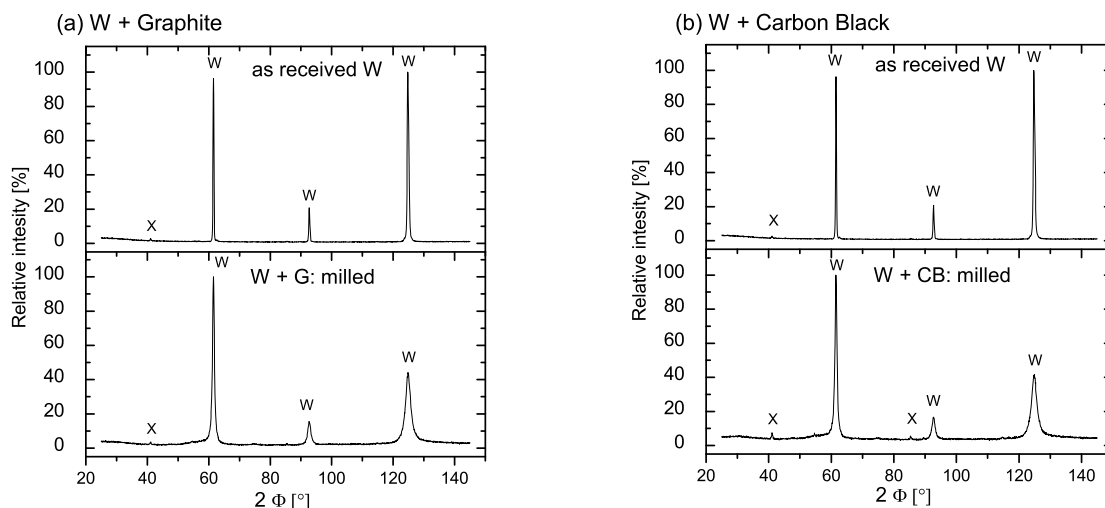 (a) W + Graphite
as received W
W
W
W
X
100
80
60
40
20
0
W + G: milled
W
W
W
X
100
80
60
40
20
0
Relative intesity [%]
20 40 60 80 100 120 140
2 Φ [°]
(b) W + Carbon Black
as received W
W
W
W
X
100
80
60
40
20
0
W + CB: milled
W
W
W
X
X
100
80
60
40
20
0
Relative intesity [%]
20 40 60 80 100 120 140
2 Φ [°]